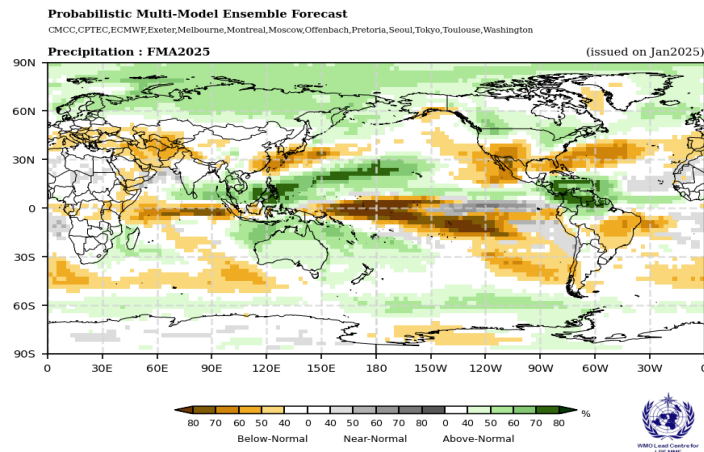 Probabilistic Multi-Model Ensemble Forecast
CMCC,CPTEC,ECMWF,Exeter,Melbourne,Montreal,Moscow,Offenbach,Pretoria,Seoul,Tokyo,Toulouse,Washington
Precipitation : FMA2025 (issued on Jan2025)
90N
60N
30N
0
30S
60S
90S
0 30E 60E 90E 120E 150E 180 150W 120W 90W 60W 30W 0
80 70 60 50 40 0 40 50 60 70 80 0 40 50 60 70 80 %
Below-Normal Near-Normal Above-Normal
WMO Lead Centre for
LRFMME